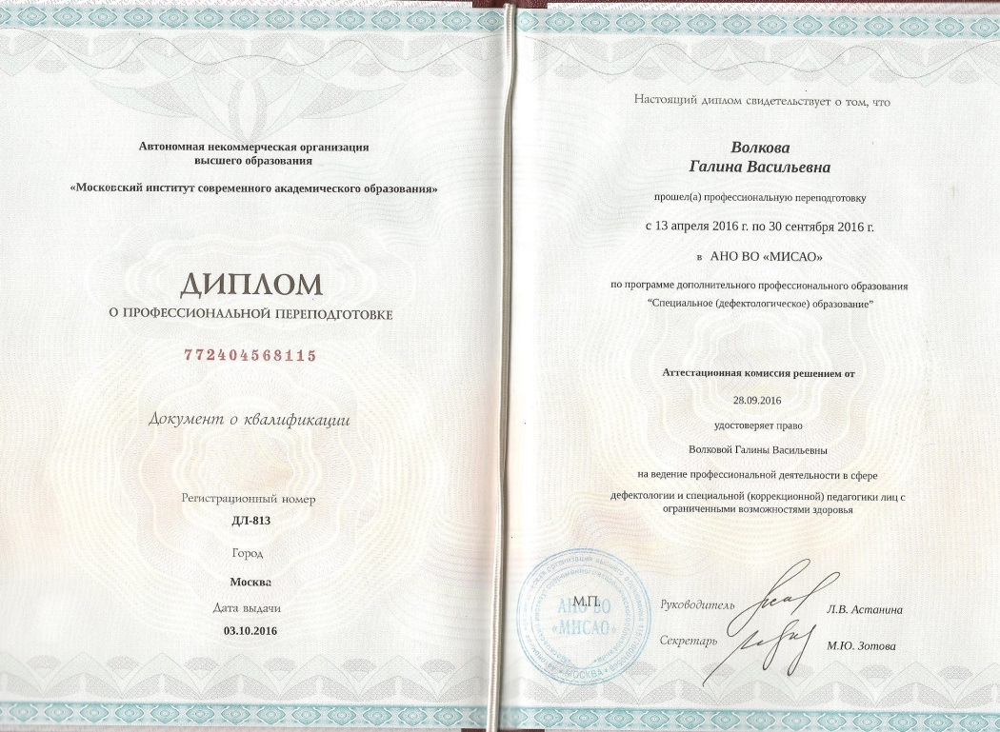 Автономная некоммерческая организация
высшего образования
«Московский институт современного академического образования»
ДИПЛОМ
О ПРОФЕССИОНАЛЬНОЙ ПЕРЕПОДГОТОВКЕ
772404568115
Документ о квалификации
Регистрационный номер
ДЛ-813
Город
Москва
Дата выдачи
03.10.2016
Настоящий диплом свидетельствует о том, что
Волкова
Галина Васильевна
прошел(а) профессиональную переподготовку
с 13 апреля 2016 г. по 30 сентября 2016 г.
в АНО ВО «МИСАО»
по программе дополнительного профессионального образования
“Специальное (дефектологическое) образование”
Аттестационная комиссия решением от
28.09.2016
удостоверяет право
Волковой Галины Васильевны
на ведение профессиональной деятельности в сфере
дефектологии и специальной (коррекционной) педагогики лиц с
ограниченными возможностями здоровья
М.П.
АНО ВО
«МИСАО»
МОСКВА
Руководитель
Л.В. Астанина
Секретарь
М.Ю. Зотова